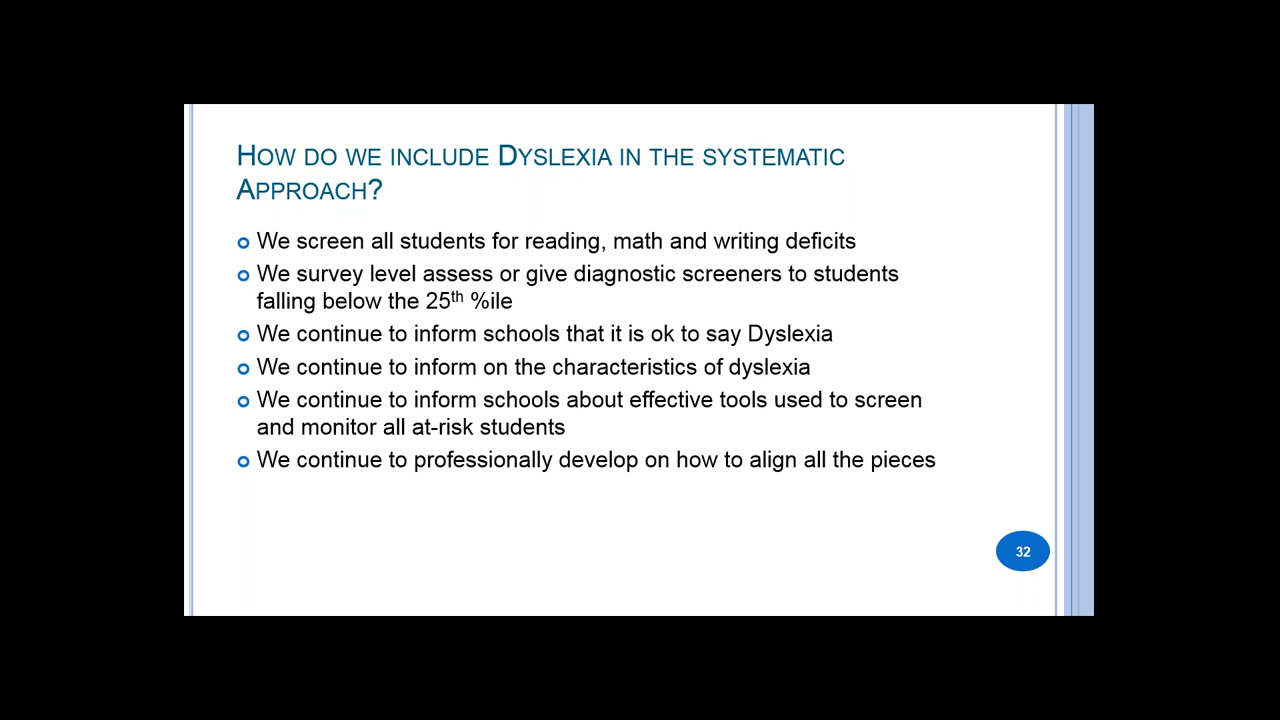 How do we include Dyslexia in the systematic
Approach?
We screen all students for reading, math and writing deficits
We survey level assess or give diagnostic screeners to students
falling below the 25th %ile
We continue to inform schools that it is ok to say Dyslexia
We continue to inform on the characteristics of dyslexia
We continue to inform schools about effective tools used to screen
and monitor all at-risk students
We continue to professionally develop on how to align all the pieces
32